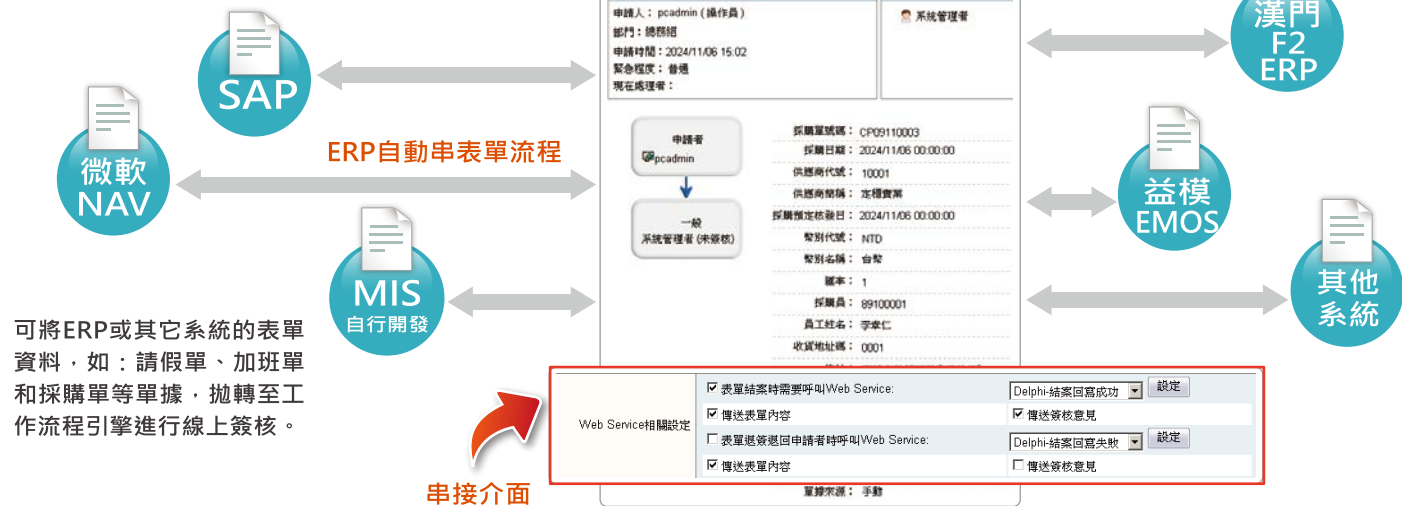 SAP
微軟
NAV
MIS
自行開發
ERP自動串表單流程
可將ERP或其它系統的表單
資料，如：請假單、加班單
和採購單等單據，拋轉至工
作流程引擎進行線上簽核。
申請人： pcadmin (操作員)
部門：總務組
申請時間：2024/11/06 15:02
緊急程度：普通
現在處理者：
系統管理者
申請者
pcadmin
一般
系統管理者 (未簽核)
採購單號碼： CP09110003
採購日期： 2024/11/06 00:00:00
供應商代號： 10001
供應商簡稱： 定穩實業
採購預定核發日： 2024/11/06 00:00:00
幣別代號： NTD
幣別名稱： 台幣
版本： 1
採購員： 89100001
員工姓名： 李幸仁
收貨地址碼： 0001
Web Service相關設定
表單結案時需要呼叫Web Service:
Delphi-結案回寫成功
設定
傳送表單內容
傳送簽核意見
表單退簽退回申請者時呼叫Web Service:
Delphi-結案回寫失敗
設定
傳送表單內容
傳送簽核意見
單據來源： 手動
串接介面
漢門
F2
ERP
益模
EMOS
其他
系統